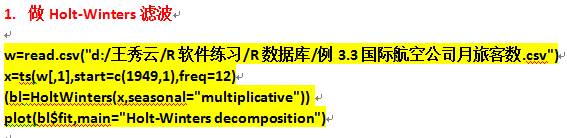 1. 做 Holt-Winters 滤波
w=read.csv("d:/王秀云/R 软件练习/R 数据库/例 3.3 国际航空公司月旅客数.csv")
x=ts(w[,1],start=c(1949,1),freq=12)
(bl=HoltWinters(x,seasonal="multiplicative"))
plot(bl$fit,main="Holt-Winters decomposition")